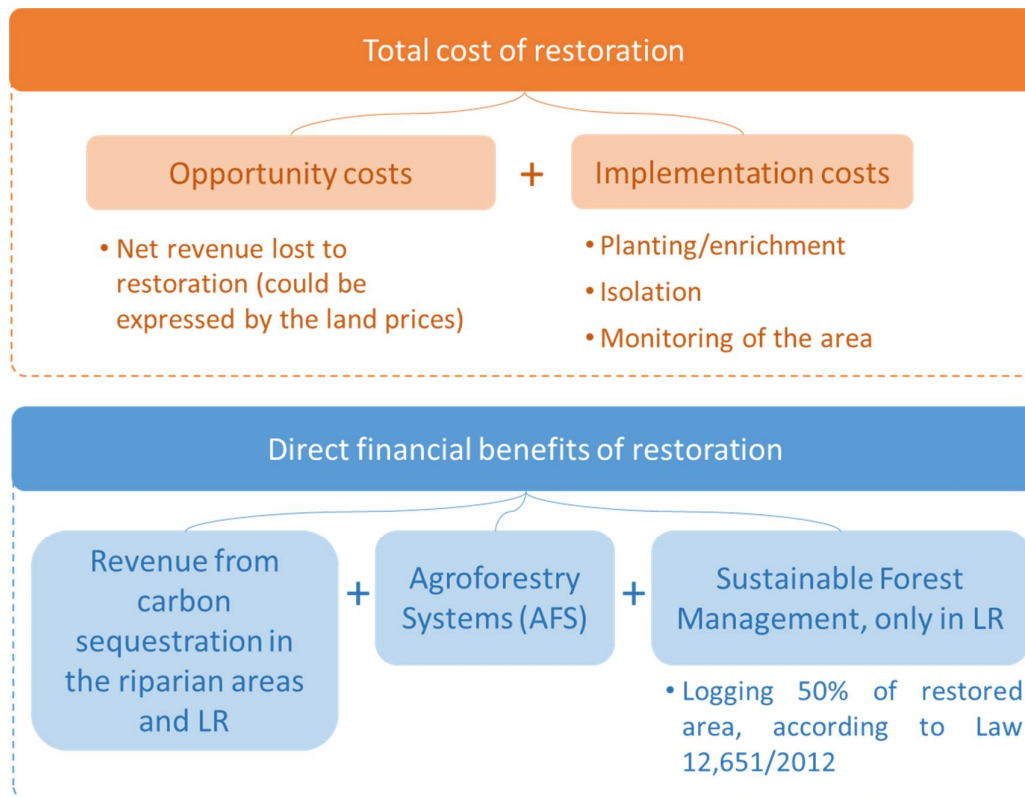 Total cost of restoration
Opportunity costs
+
Implementation costs
• Net revenue lost to
restoration (could be
expressed by the land prices)
• Planting/enrichment
• Isolation
• Monitoring of the area
Direct financial benefits of restoration
Revenue from
carbon
sequestration in
the riparian areas
and LR
+
Agroforestry
Systems (AFS)
+
Sustainable Forest
Management, only in LR
• Logging 50% of restored
area, according to Law
12,651/2012